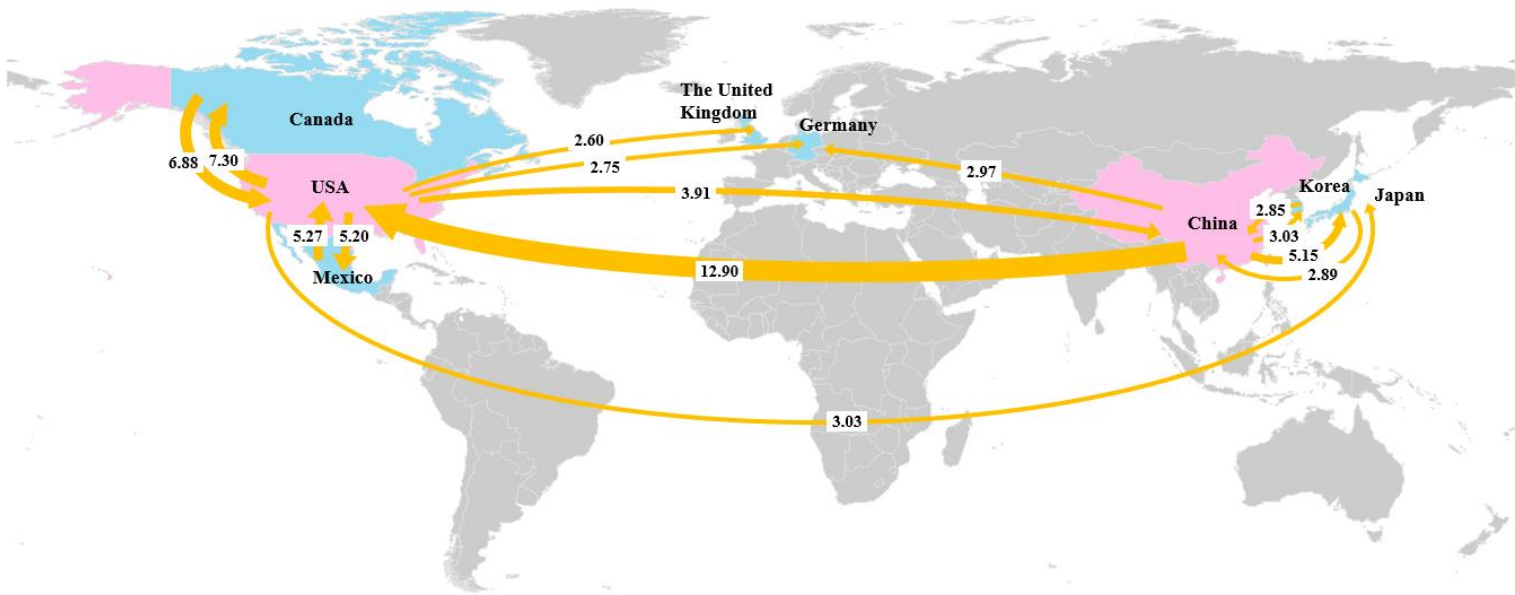 The United
Kingdom
Germany
Canada
2.60
6.88
7.30
2.75
2.97
USA
3.91
Korea
Japan
2.85
China
3.03
5.27
5.20
5.15
Mexico
12.90
2.89
3.03